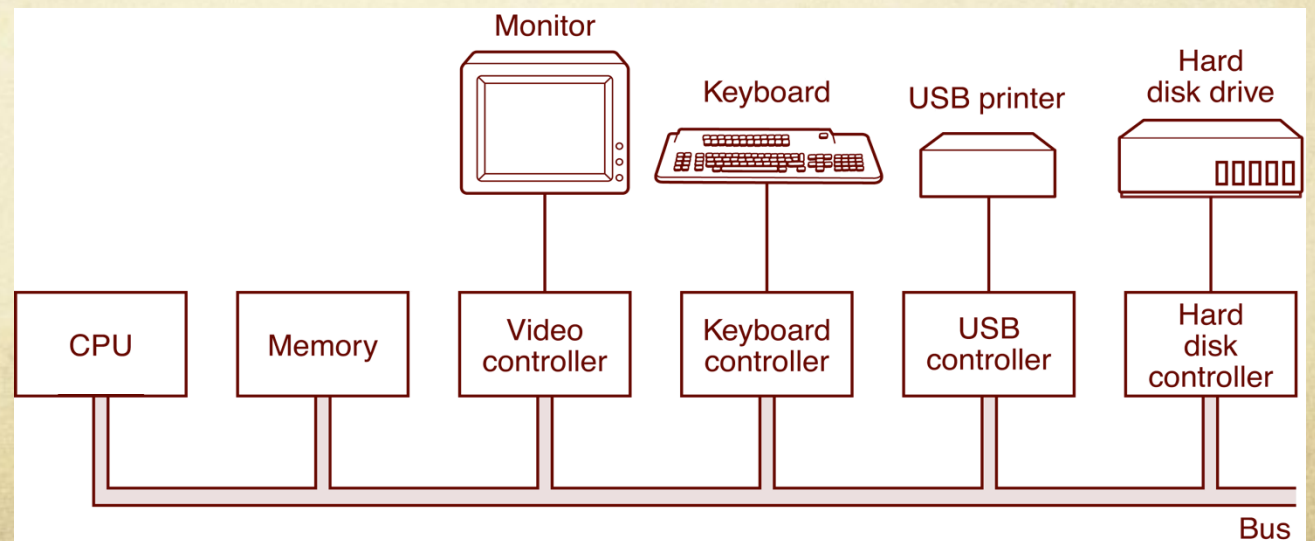 Monitor
Keyboard
USB printer
Hard
disk drive
CPU
Memory
Video
controller
Keyboard
controller
USB
controller
Hard
disk
controller
Bus